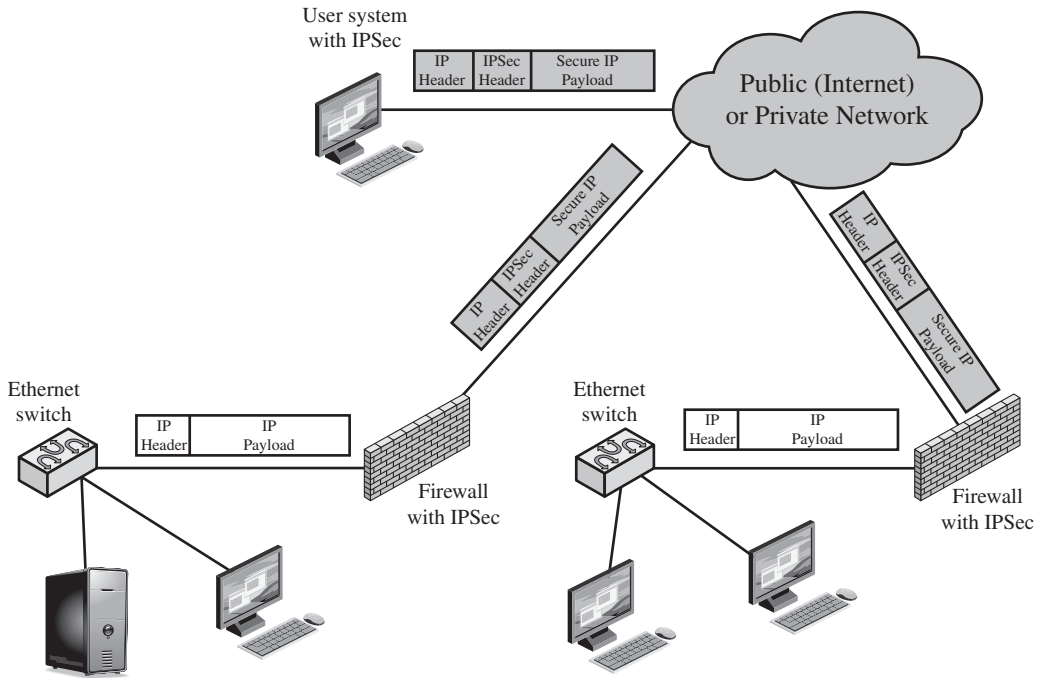 User system
with IPSec
IP
Header
IPSec
Header
Secure IP
Payload
Public (Internet)
or Private Network
IP
Header
IPSec
Header
Secure IP
Payload
IP
Header
IPSec
Header
Secure IP
Payload
Ethernet
switch
IP
Header
IP
Payload
Firewall
with IPSec
Ethernet
switch
IP
Header
IP
Payload
Firewall
with IPSec